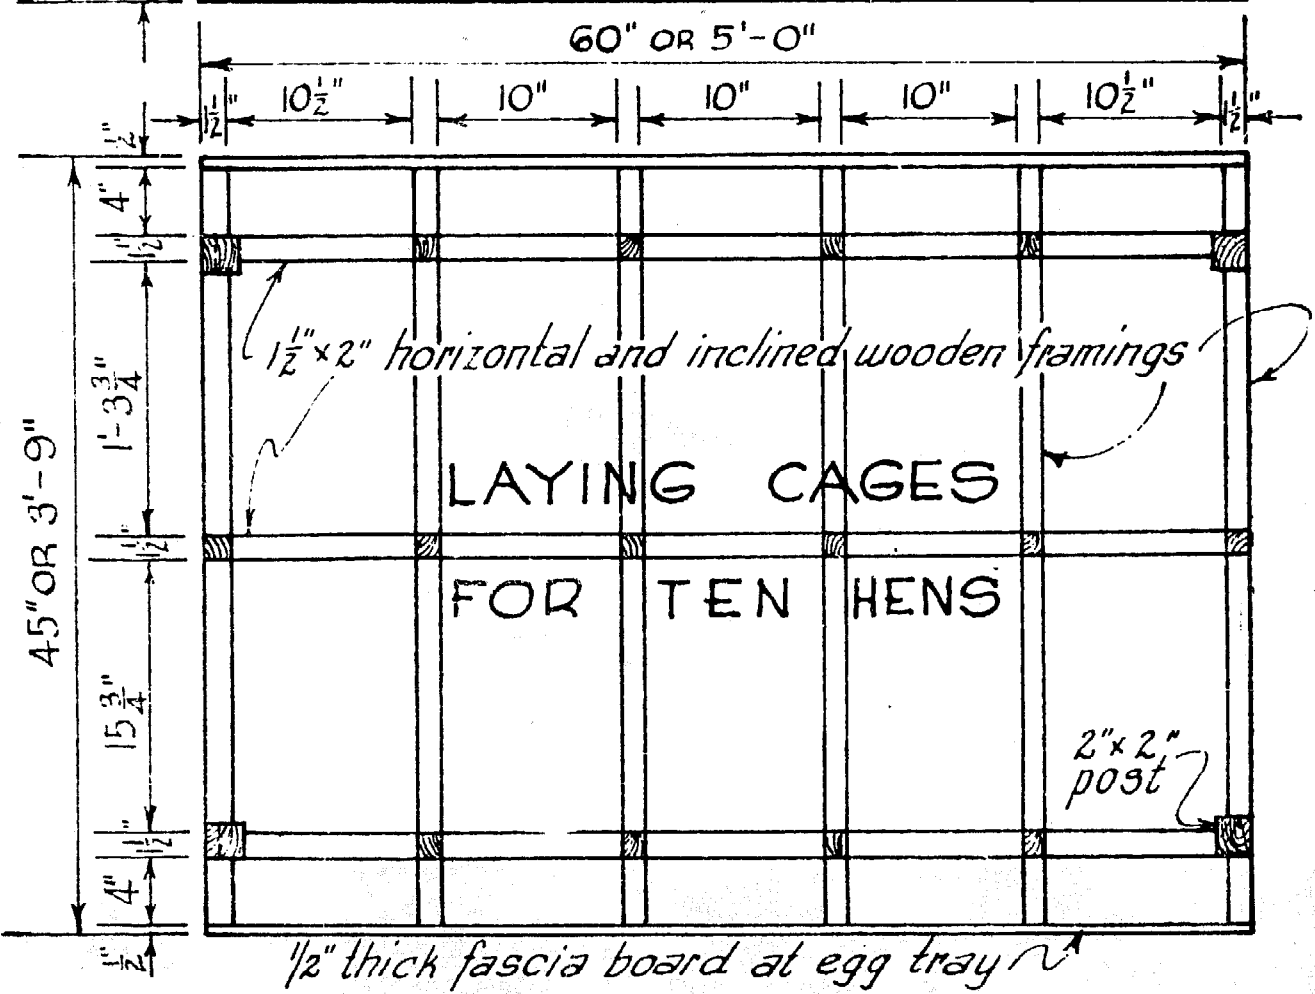 60" OR 5'-0"
1½" 10½" 10" 10" 10" 10½" 1½"
½"
4"
1½"
1'-3¾"
1½"x2" horizontal and inclined wooden framings
45" OR 3'-9"
LAYING CAGES
1½"
FOR TEN HENS
15¾"
2"x2"
post
1½"
4"
½"
1/2" thick fascia board at egg tray